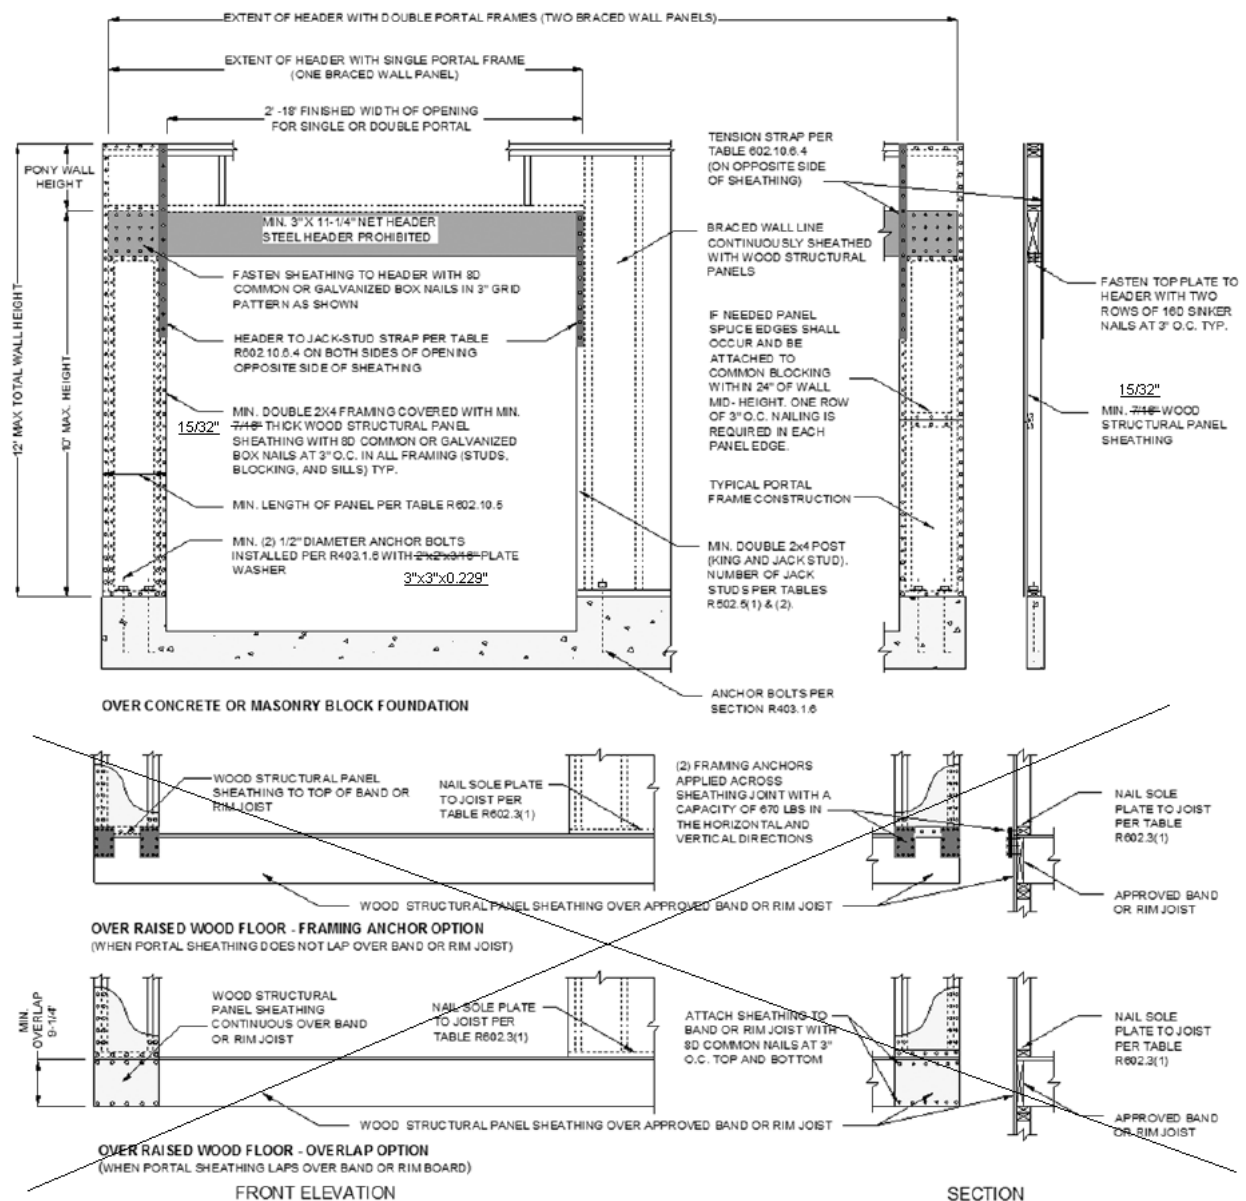 EXTENT OF HEADER WITH DOUBLE PORTAL FRAMES (TWO BRACED WALL PANELS)
EXTENT OF HEADER WITH SINGLE PORTAL FRAME
(ONE BRACED WALL PANEL)
2' -18' FINISHED WIDTH OF OPENING
FOR SINGLE OR DOUBLE PORTAL
PONY WALL
HEIGHT
12' MAX TOTAL WALL HEIGHT
10' MAX. HEIGHT
MIN. 3" X 11-1/4" NET HEADER
STEEL HEADER PROHIBITED
FASTEN SHEATHING TO HEADER WITH 8D
COMMON OR GALVANIZED BOX NAILS IN 3" GRID
PATTERN AS SHOWN
HEADER TO JACK-STUD STRAP PER TABLE
R602.10.6.4 ON BOTH SIDES OF OPENING
OPPOSITE SIDE OF SHEATHING
MIN. DOUBLE 2X4 FRAMING COVERED WITH MIN.
15/32" 7/16" THICK WOOD STRUCTURAL PANEL
SHEATHING WITH 8D COMMON OR GALVANIZED
BOX NAILS AT 3" O.C. IN ALL FRAMING (STUDS,
BLOCKING, AND SILLS) TYP.
MIN. LENGTH OF PANEL PER TABLE R602.10.5
MIN. (2) 1/2" DIAMETER ANCHOR BOLTS
INSTALLED PER R403.1.6 WITH 2"x2"x3/16" PLATE
WASHER
3"x3"x0.229"
TENSION STRAP PER
TABLE 602.10.6.4
(ON OPPOSITE SIDE
OF SHEATHING)
BRACED WALL LINE
CONTINUOUSLY SHEATHED
WITH WOOD STRUCTURAL
PANELS
IF NEEDED PANEL
SPLICE EDGES SHALL
OCCUR AND BE
ATTACHED TO
COMMON BLOCKING
WITHIN 24" OF WALL
MID- HEIGHT. ONE ROW
OF 3" O.C. NAILING IS
REQUIRED IN EACH
PANEL EDGE.
TYPICAL PORTAL
FRAME CONSTRUCTION
MIN. DOUBLE 2x4 POST
(KING AND JACK STUD).
NUMBER OF JACK
STUDS PER TABLES
R502.5(1) & (2).
ANCHOR BOLTS PER
SECTION R403.1.6
FASTEN TOP PLATE TO
HEADER WITH TWO
ROWS OF 16D SINKER
NAILS AT 3" O.C. TYP.
15/32"
MIN. 7/16" WOOD
STRUCTURAL PANEL
SHEATHING
OVER CONCRETE OR MASONRY BLOCK FOUNDATION
WOOD STRUCTURAL PANEL
SHEATHING TO TOP OF BAND OR
RIM JOIST
NAIL SOLE PLATE
TO JOIST PER
TABLE R602.3(1)
(2) FRAMING ANCHORS
APPLIED ACROSS
SHEATHING JOINT WITH A
CAPACITY OF 670 LBS IN
THE HORIZONTAL AND
VERTICAL DIRECTIONS
NAIL SOLE
PLATE TO JOIST
PER TABLE
R602.3(1)
APPROVED BAND
OR RIM JOIST
WOOD STRUCTURAL PANEL SHEATHING OVER APPROVED BAND OR RIM JOIST
OVER RAISED WOOD FLOOR - FRAMING ANCHOR OPTION
(WHEN PORTAL SHEATHING DOES NOT LAP OVER BAND OR RIM JOIST)
MIN.
OVERLAP
9-1/4"
WOOD STRUCTURAL
PANEL SHEATHING
CONTINUOUS OVER BAND
OR RIM JOIST
NAIL SOLE PLATE
TO JOIST PER
TABLE R602.3(1)
ATTACH SHEATHING TO
BAND OR RIM JOIST WITH
8D COMMON NAILS AT 3"
O.C. TOP AND BOTTOM
NAIL SOLE
PLATE TO JOIST
PER TABLE
R602.3(1)
APPROVED BAND
OR RIM JOIST
WOOD STRUCTURAL PANEL SHEATHING OVER APPROVED BAND OR RIM JOIST
OVER RAISED WOOD FLOOR - OVERLAP OPTION
(WHEN PORTAL SHEATHING LAPS OVER BAND OR RIM BOARD)
FRONT ELEVATION
SECTION